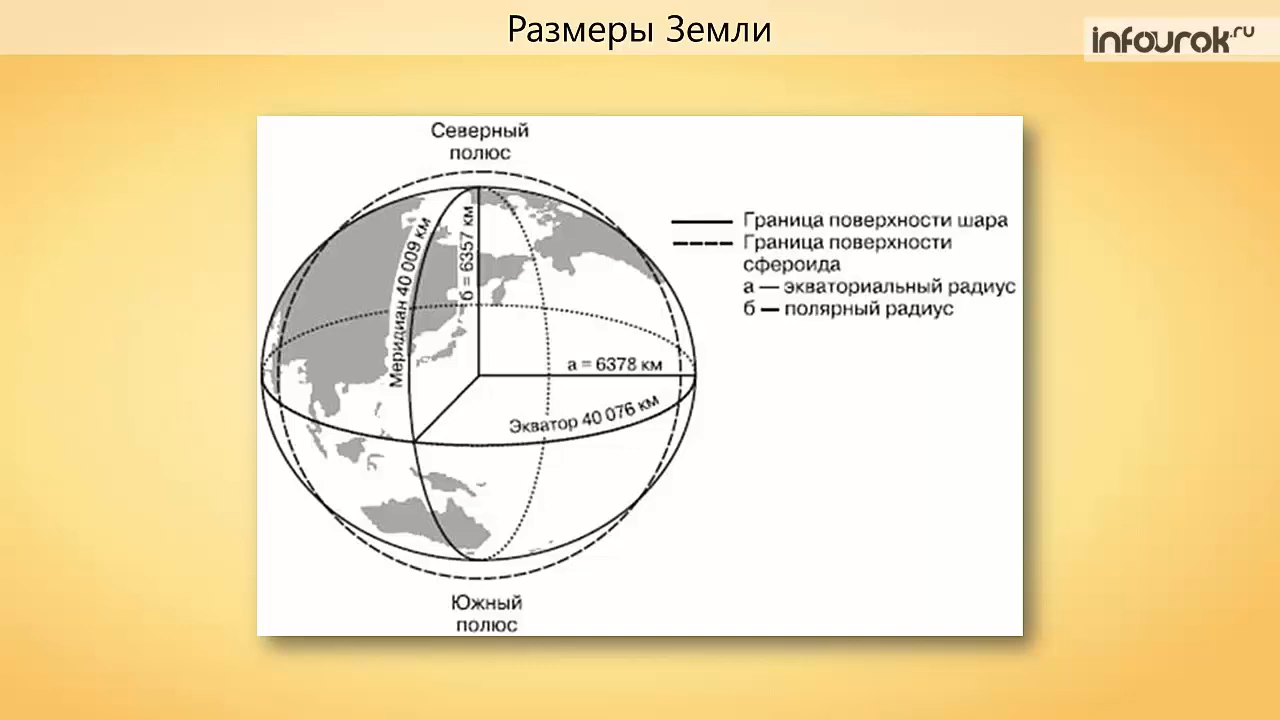 Размеры Земли
infourok.ru
Северный
полюс
Меридиан 40 009 км
б = 6357 км
а = 6378 км
Экватор 40 076 км
Южный
полюс
Граница поверхности шара
Граница поверхности
сфероида
а — экваториальный радиус
б — полярный радиус